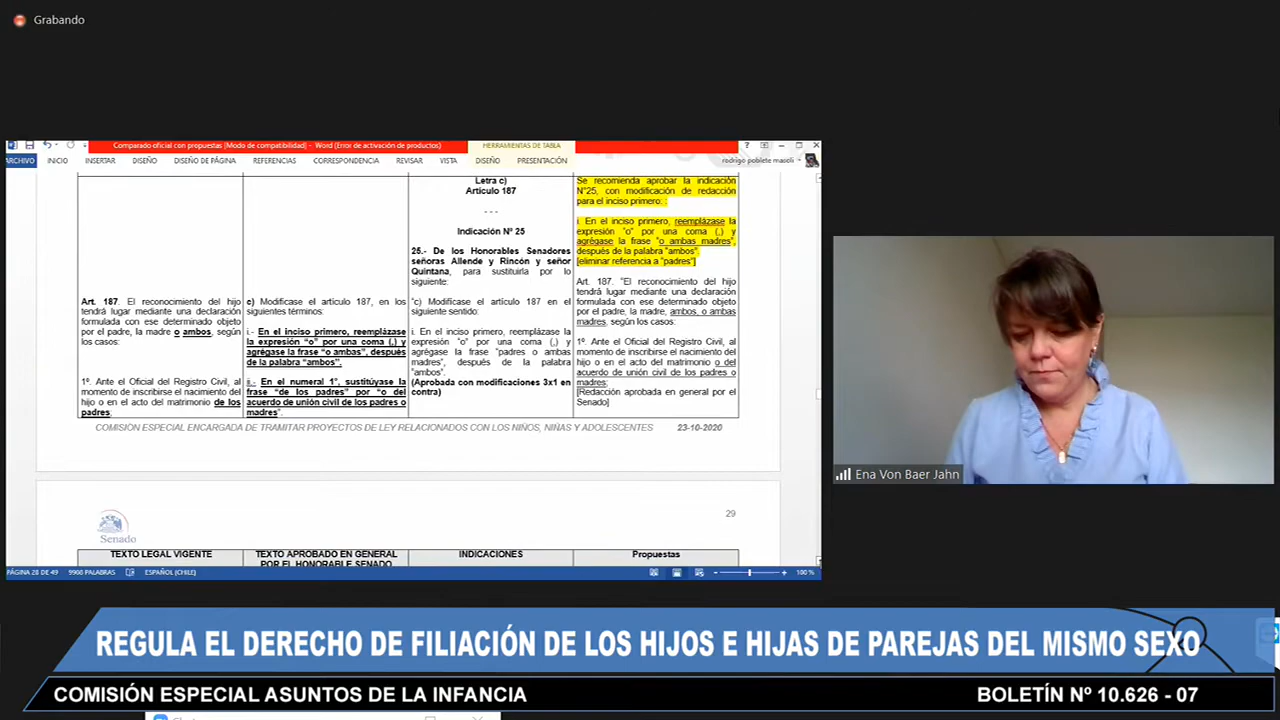 Grabando
Comparado oficial con propuestas [Modo de compatibilidad] - Word (Error de activación de productos)
HERRAMIENTAS DE TABLA
ARCHIVO INICIO INSERTAR DISEÑO DISEÑO DE PÁGINA REFERENCIAS CORRESPONDENCIA REVISAR VISTA DISEÑO PRESENTACIÓN
rodrigo poblete masoli
Art. 187. El reconocimiento del hijo
tendrá lugar mediante una declaración
formulada con ese determinado objeto
por el padre, la madre o ambos, según
los casos:
1º. Ante el Oficial del Registro Civil, al
momento de inscribirse el nacimiento del
hijo o en el acto del matrimonio de los
padres;
c) Modifícase el artículo 187, en los
siguientes términos:
i.- En el inciso primero, reemplázase
la expresión "o" por una coma (,) y
agrégase la frase "o ambas", después
de la palabra "ambos".
ii.- En el numeral 1°, sustitúyase la
frase "de los padres" por "o del
acuerdo de unión civil de los padres o
madres".
Letra c)
Artículo 187
- - -
Indicación Nº 25
25.- De los Honorables Senadores
señoras Allende y Rincón y señor
Quintana, para sustituirla por lo
siguiente:
"c) Modifícase el artículo 187 en el
siguiente sentido:
i. En el inciso primero, reemplázase la
expresión "o" por una coma (,) y
agrégase la frase "padres o ambas
madres", después de la palabra
"ambos".
(Aprobada con modificaciones 3x1 en
contra)
Se recomienda aprobar la indicación
N°25, con modificación de redacción
para el inciso primero: :
i. En el inciso primero, reemplázase la
expresión "o" por una coma (,) y
agrégase la frase "o ambas madres",
después de la palabra "ambos".
[eliminar referencia a "padres"]
Art. 187. "El reconocimiento del hijo
tendrá lugar mediante una declaración
formulada con ese determinado objeto
por el padre, la madre, ambos, o ambas
madres, según los casos:
1º. Ante el Oficial del Registro Civil, al
momento de inscribirse el nacimiento del
hijo o en el acto del matrimonio o del
acuerdo de unión civil de los padres o
madres;
[Redacción aprobada en general por el
Senado]
COMISION ESPECIAL ENCARGADA DE TRAMITAR PROYECTOS DE LEY RELACIONADOS CON LOS NIÑOS, NIÑAS Y ADOLESCENTES 23-10-2020
29
Senado
TEXTO LEGAL VIGENTE
TEXTO APROBADO EN GENERAL
POR EL HONORABLE SENADO
INDICACIONES
Propuestas
PÁGINA 28 DE 49 9906 PALABRAS ESPAÑOL (CHILE) 100 %
Ena Von Baer Jahn
REGULA EL DERECHO DE FILIACIÓN DE LOS HIJOS E HIJAS DE PAREJAS DEL MISMO SEXO
COMISIÓN ESPECIAL ASUNTOS DE LA INFANCIA
BOLETÍN Nº 10.626 - 07